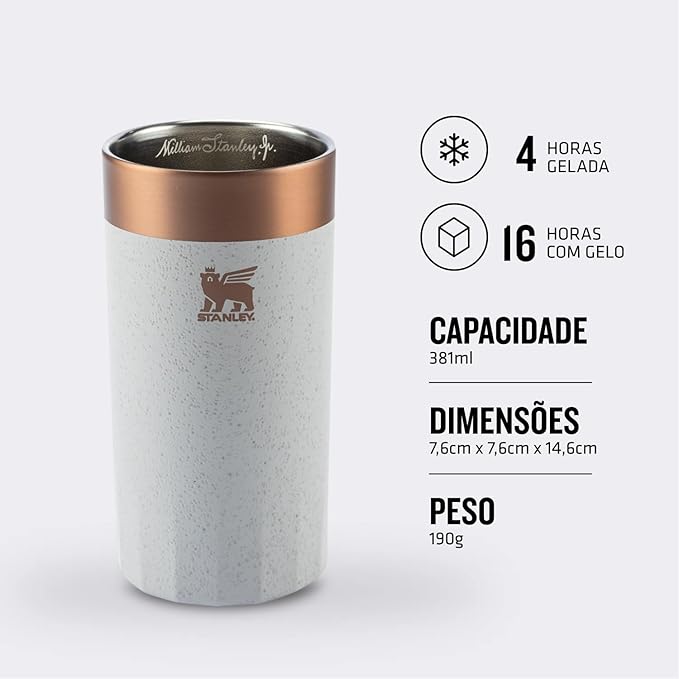 William Stanley. Jr.
STANLEY.
4 HORAS
GELADA
16 HORAS
COM GELO
CAPACIDADE
381ml
DIMENSÕES
7,6cm x 7,6cm x 14,6cm
PESO
190g